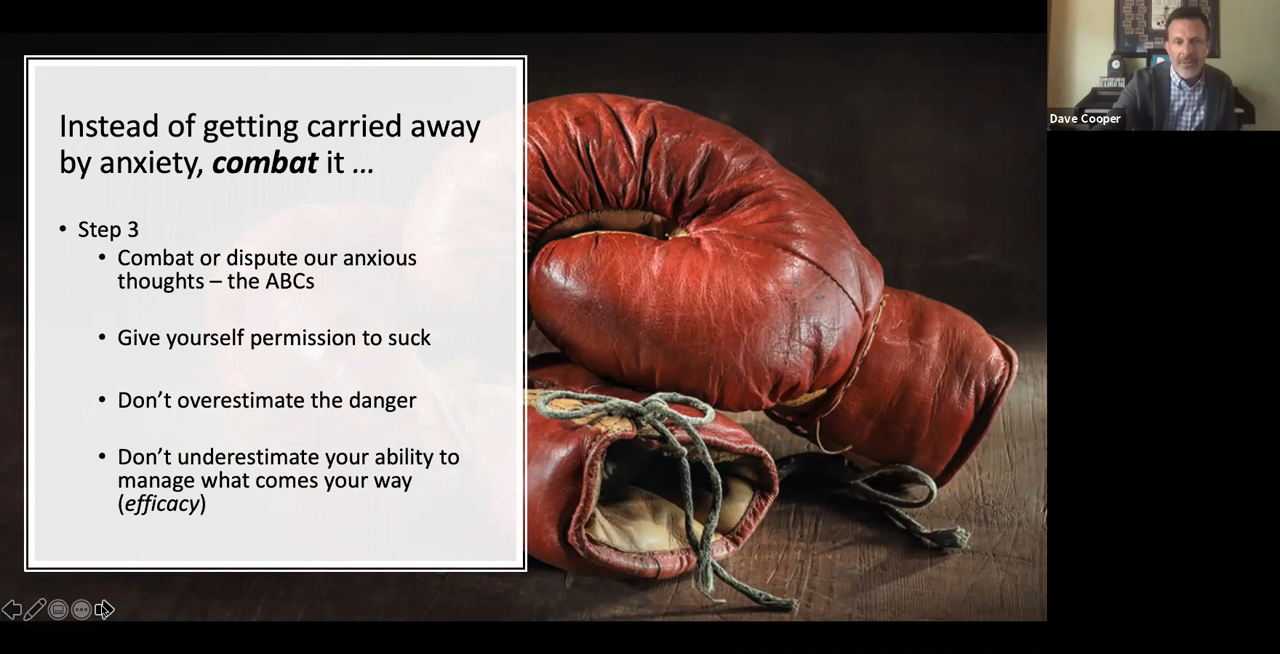 Instead of getting carried away
by anxiety, combat it ...
• Step 3
• Combat or dispute our anxious
thoughts – the ABCs
• Give yourself permission to suck
• Don’t overestimate the danger
• Don’t underestimate your ability to
manage what comes your way
(efficacy)
Dave Cooper